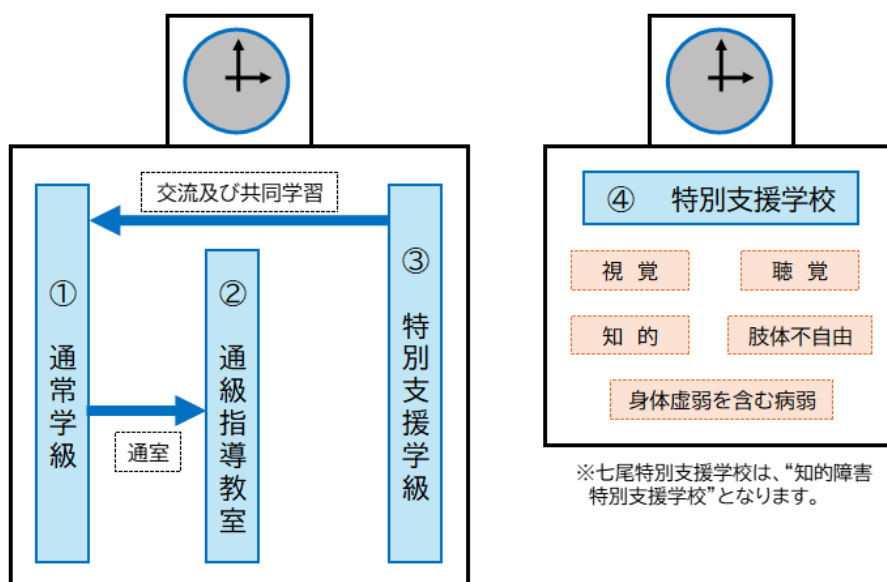 交流及び共同学習
① 通常学級
通室
② 通級指導教室
③ 特別支援学級
④ 特別支援学校
視覚
聴覚
知的
肢体不自由
身体虚弱を含む病弱
※七尾特別支援学校は、“知的障害
特別支援学校”となります。